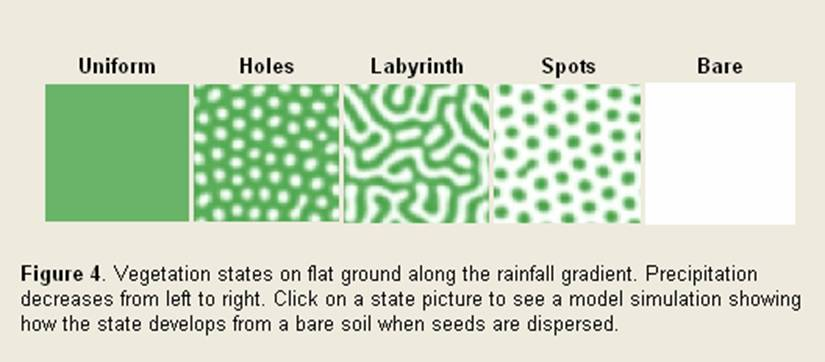 Uniform Holes Labyrinth Spots Bare
Figure 4. Vegetation states on flat ground along the rainfall gradient. Precipitation
decreases from left to right. Click on a state picture to see a model simulation showing
how the state develops from a bare soil when seeds are dispersed.